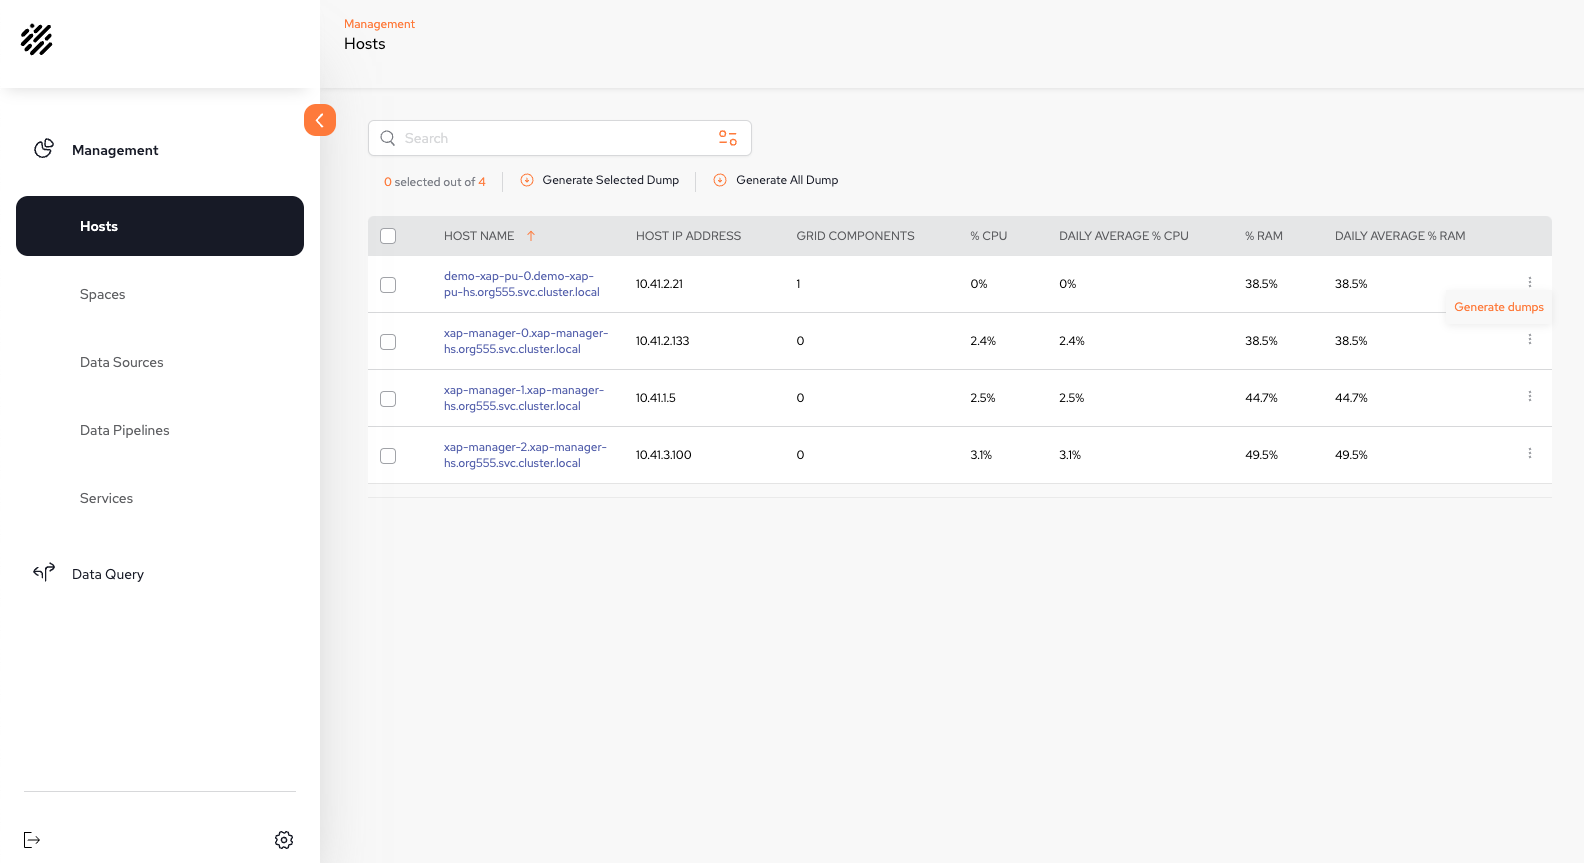 Management
Hosts
Management
Hosts
Spaces
Data Sources
Data Pipelines
Services
Data Query
Search
0 selected out of 4 Generate Selected Dump Generate All Dump
HOST NAME HOST IP ADDRESS GRID COMPONENTS % CPU DAILY AVERAGE % CPU % RAM DAILY AVERAGE % RAM
demo-xap-pu-0.demo-xap-
pu-hs.org555.svc.cluster.local 10.41.2.21 1 0% 0% 38.5% 38.5%
Generate dumps
xap-manager-0.xap-manager-
hs.org555.svc.cluster.local 10.41.2.133 0 2.4% 2.4% 38.5% 38.5%
xap-manager-1.xap-manager-
hs.org555.svc.cluster.local 10.41.1.5 0 2.5% 2.5% 44.7% 44.7%
xap-manager-2.xap-manager-
hs.org555.svc.cluster.local 10.41.3.100 0 3.1% 3.1% 49.5% 49.5%